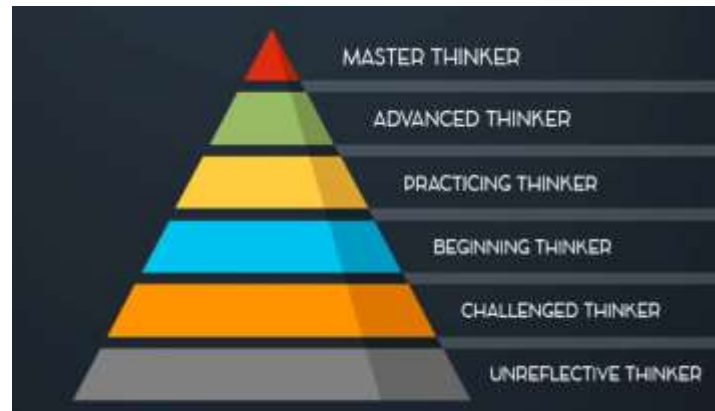 MASTER THINKER
ADVANCED THINKER
PRACTICING THINKER
BEGINNING THINKER
CHALLENGED THINKER
UNREFLECTIVE THINKER